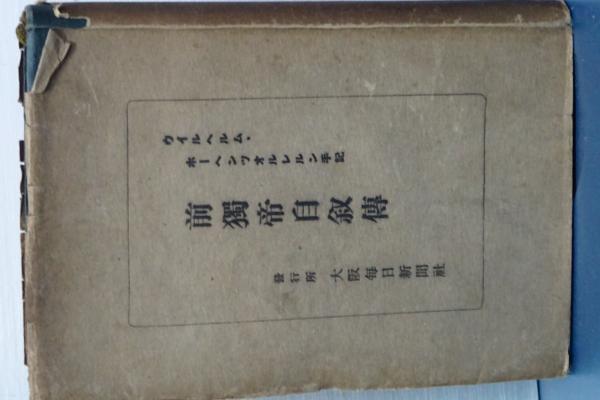 ウイルヘルム・
ホーヘンツオルレルン手記
前獨帝自敘傳
發行所 大阪每日新聞社